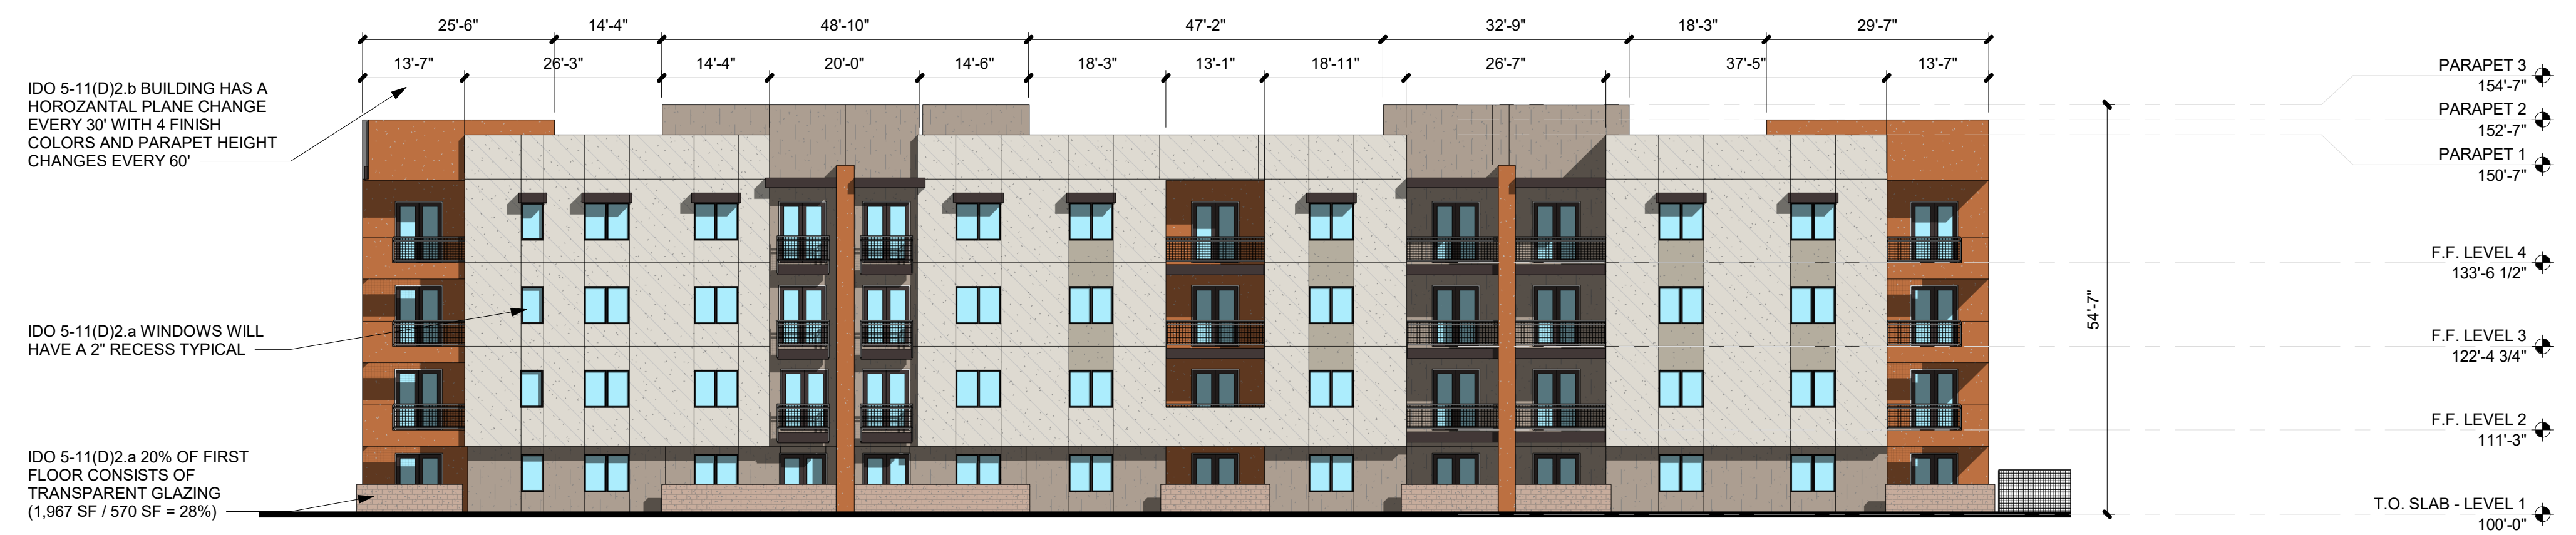 25'-6"
14'-4"
48'-10"
47'-2"
32'-9"
18'-3"
29'-7"
13'-7"
26'-3"
14'-4"
20'-0"
14'-6"
18'-3"
13'-1"
18'-11"
26'-7"
37'-5"
13'-7"
IDO 5-11(D)2.b BUILDING HAS A
HOROZANTAL PLANE CHANGE
EVERY 30' WITH 4 FINISH
COLORS AND PARAPET HEIGHT
CHANGES EVERY 60'
IDO 5-11(D)2.a WINDOWS WILL
HAVE A 2" RECESS TYPICAL
IDO 5-11(D)2.a 20% OF FIRST
FLOOR CONSISTS OF
TRANSPARENT GLAZING
(1,967 SF / 570 SF = 28%)
54'-7"
PARAPET 3
154'-7"
PARAPET 2
152'-7"
PARAPET 1
150'-7"
F.F. LEVEL 4
133'-6 1/2"
F.F. LEVEL 3
122'-4 3/4"
F.F. LEVEL 2
111'-3"
T.O. SLAB - LEVEL 1
100'-0"